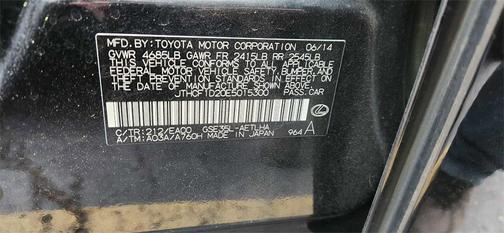 MFD. BY: TOYOTA MOTOR CORPORATION 06/14
GVWR 4685LB GAWR FR 2415LB RR 2545LB
THIS VEHICLE CONFORMS TO ALL APPLICABLE
FEDERAL MOTOR VEHICLE SAFETY, BUMPER, AND
THEFT PREVENTION STANDARDS IN EFFECT ON
THE DATE OF MANUFACTURE SHOWN ABOVE.
JTHCF1D20E5015300 PASS. CAR
C/TR: 212/EA00 GSE35L-AETLHA
A/TM: A03A/A760H MADE IN JAPAN 964 A